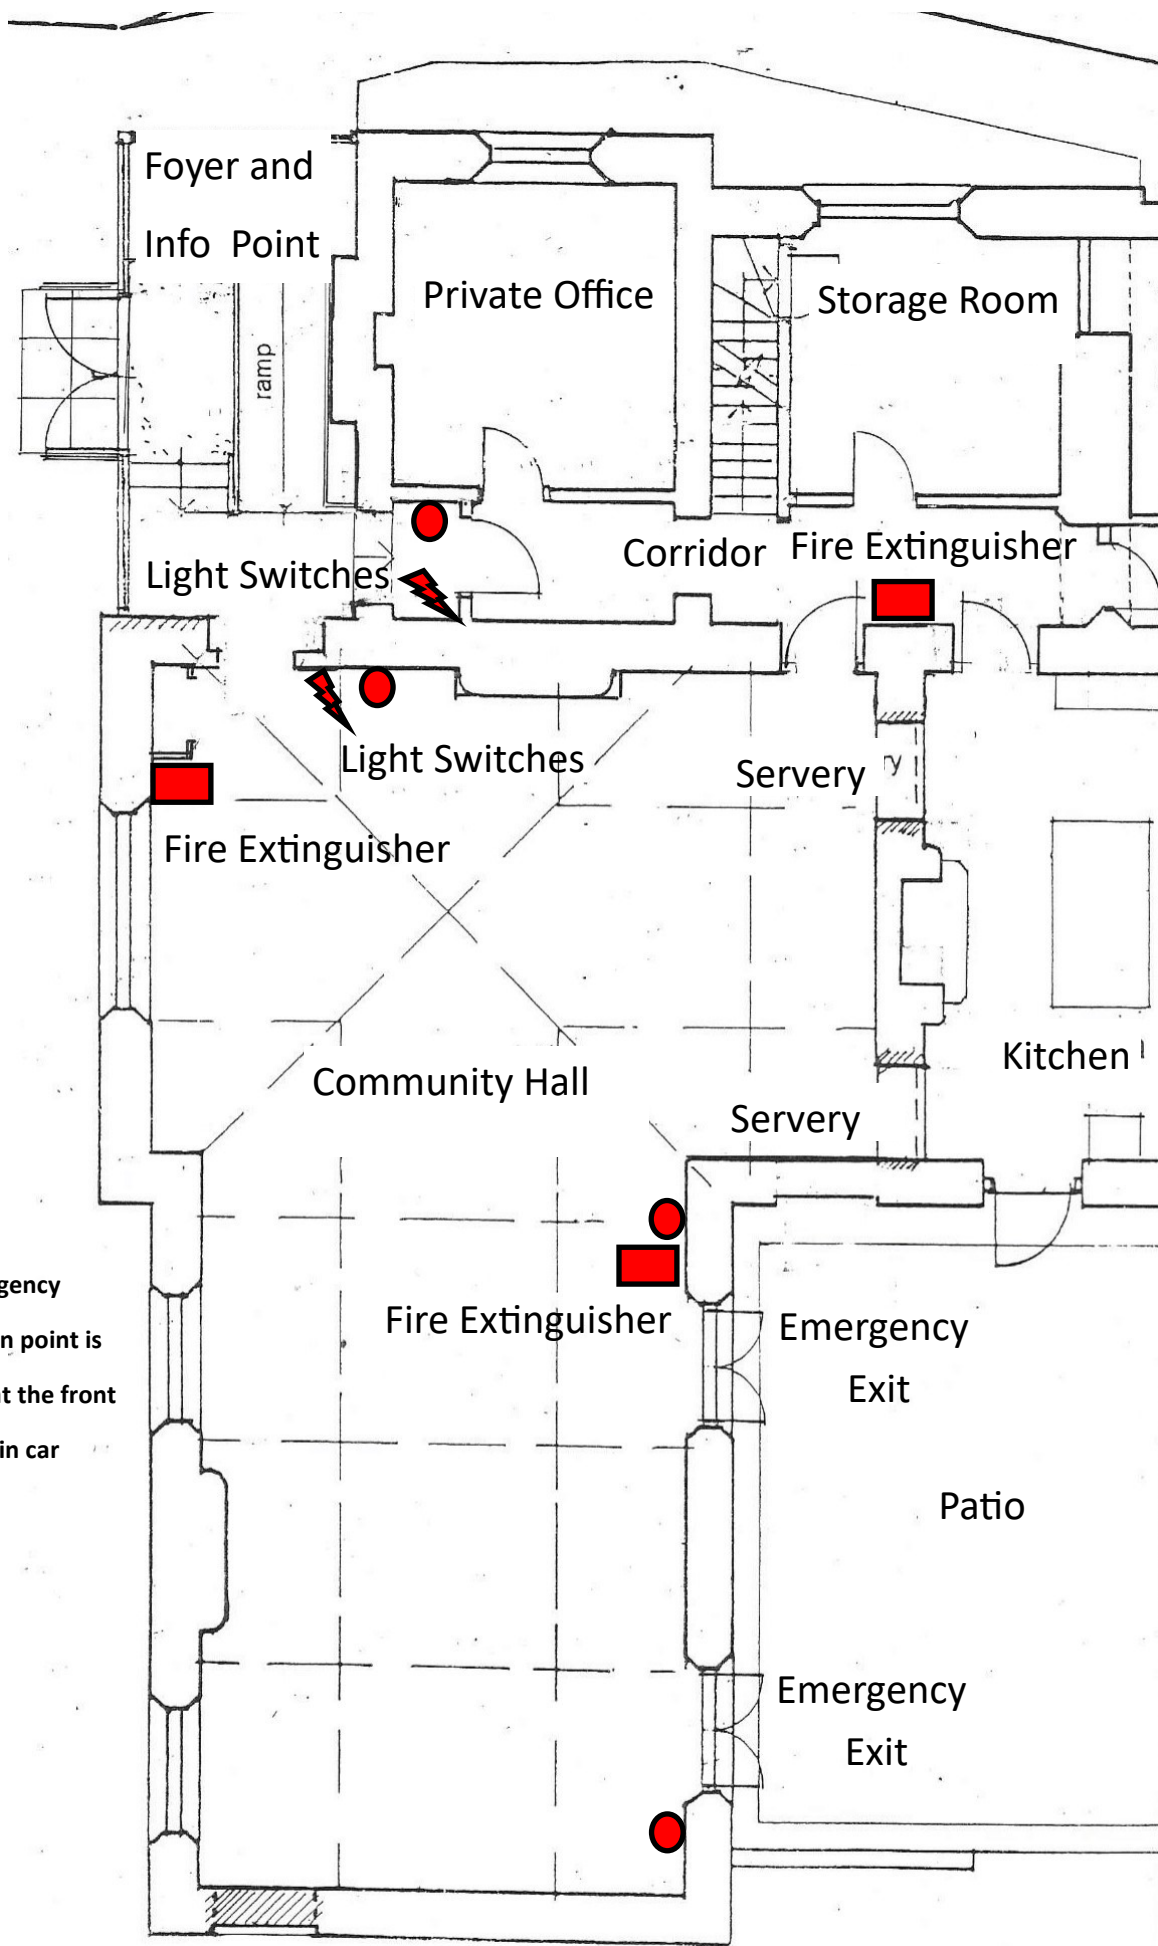 Foyer and
Info Point
Private Office
Storage Room
ramp
Corridor
Fire Extinguisher
Light Switches
Light Switches
Servery
Fire Extinguisher
Kitchen
Community Hall
Servery
gency
n point is
t the front
in car
Fire Extinguisher
Emergency
Exit
Patio
Emergency
Exit